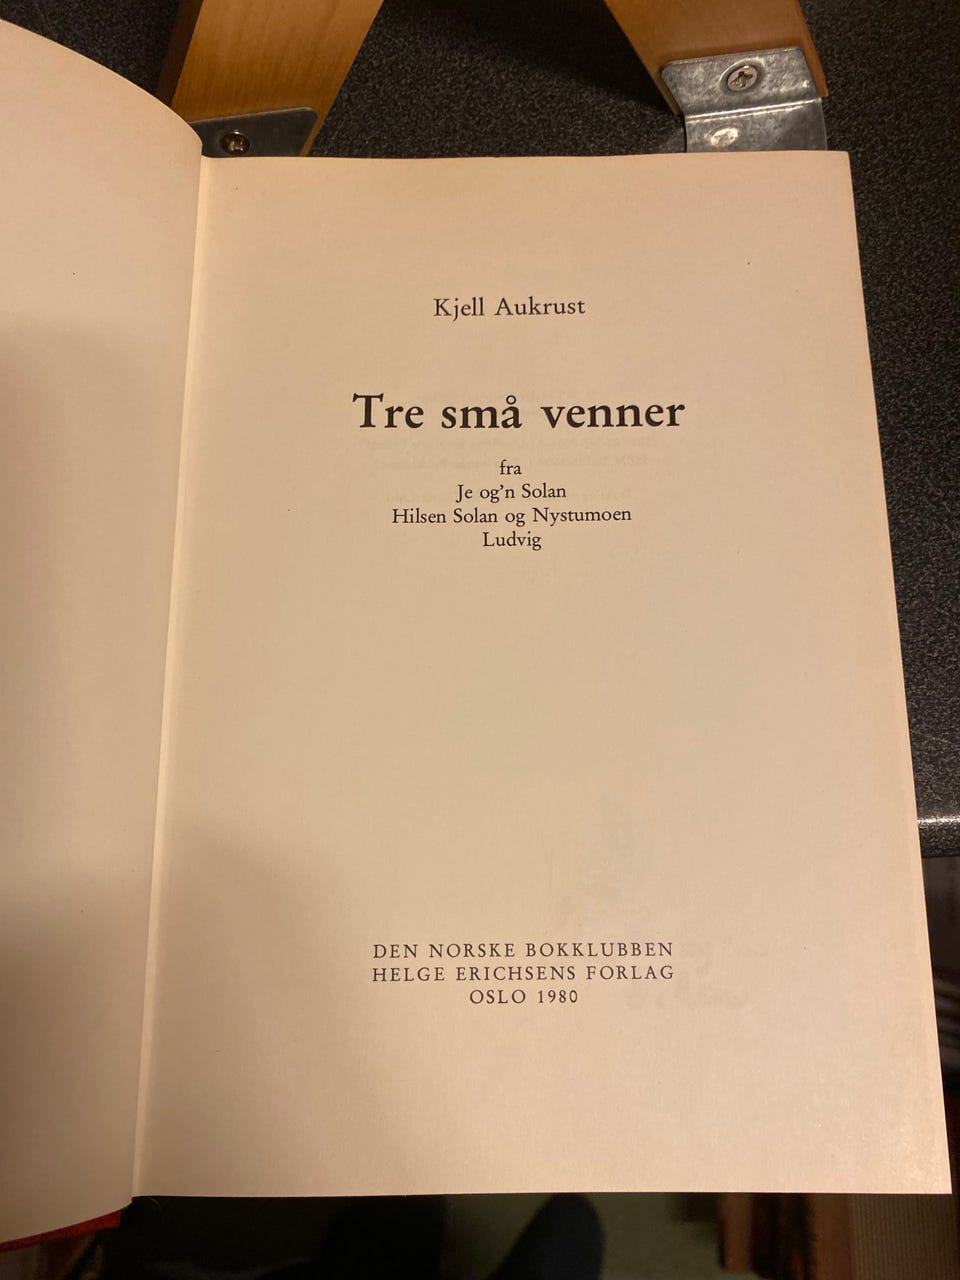 Kjell Aukrust
Tre små venner
fra
Je og'n Solan
Hilsen Solan og Nystumoen
Ludvig
DEN NORSKE BOKKLUBBEN
HELGE ERICHSENS FORLAG
OSLO 1980